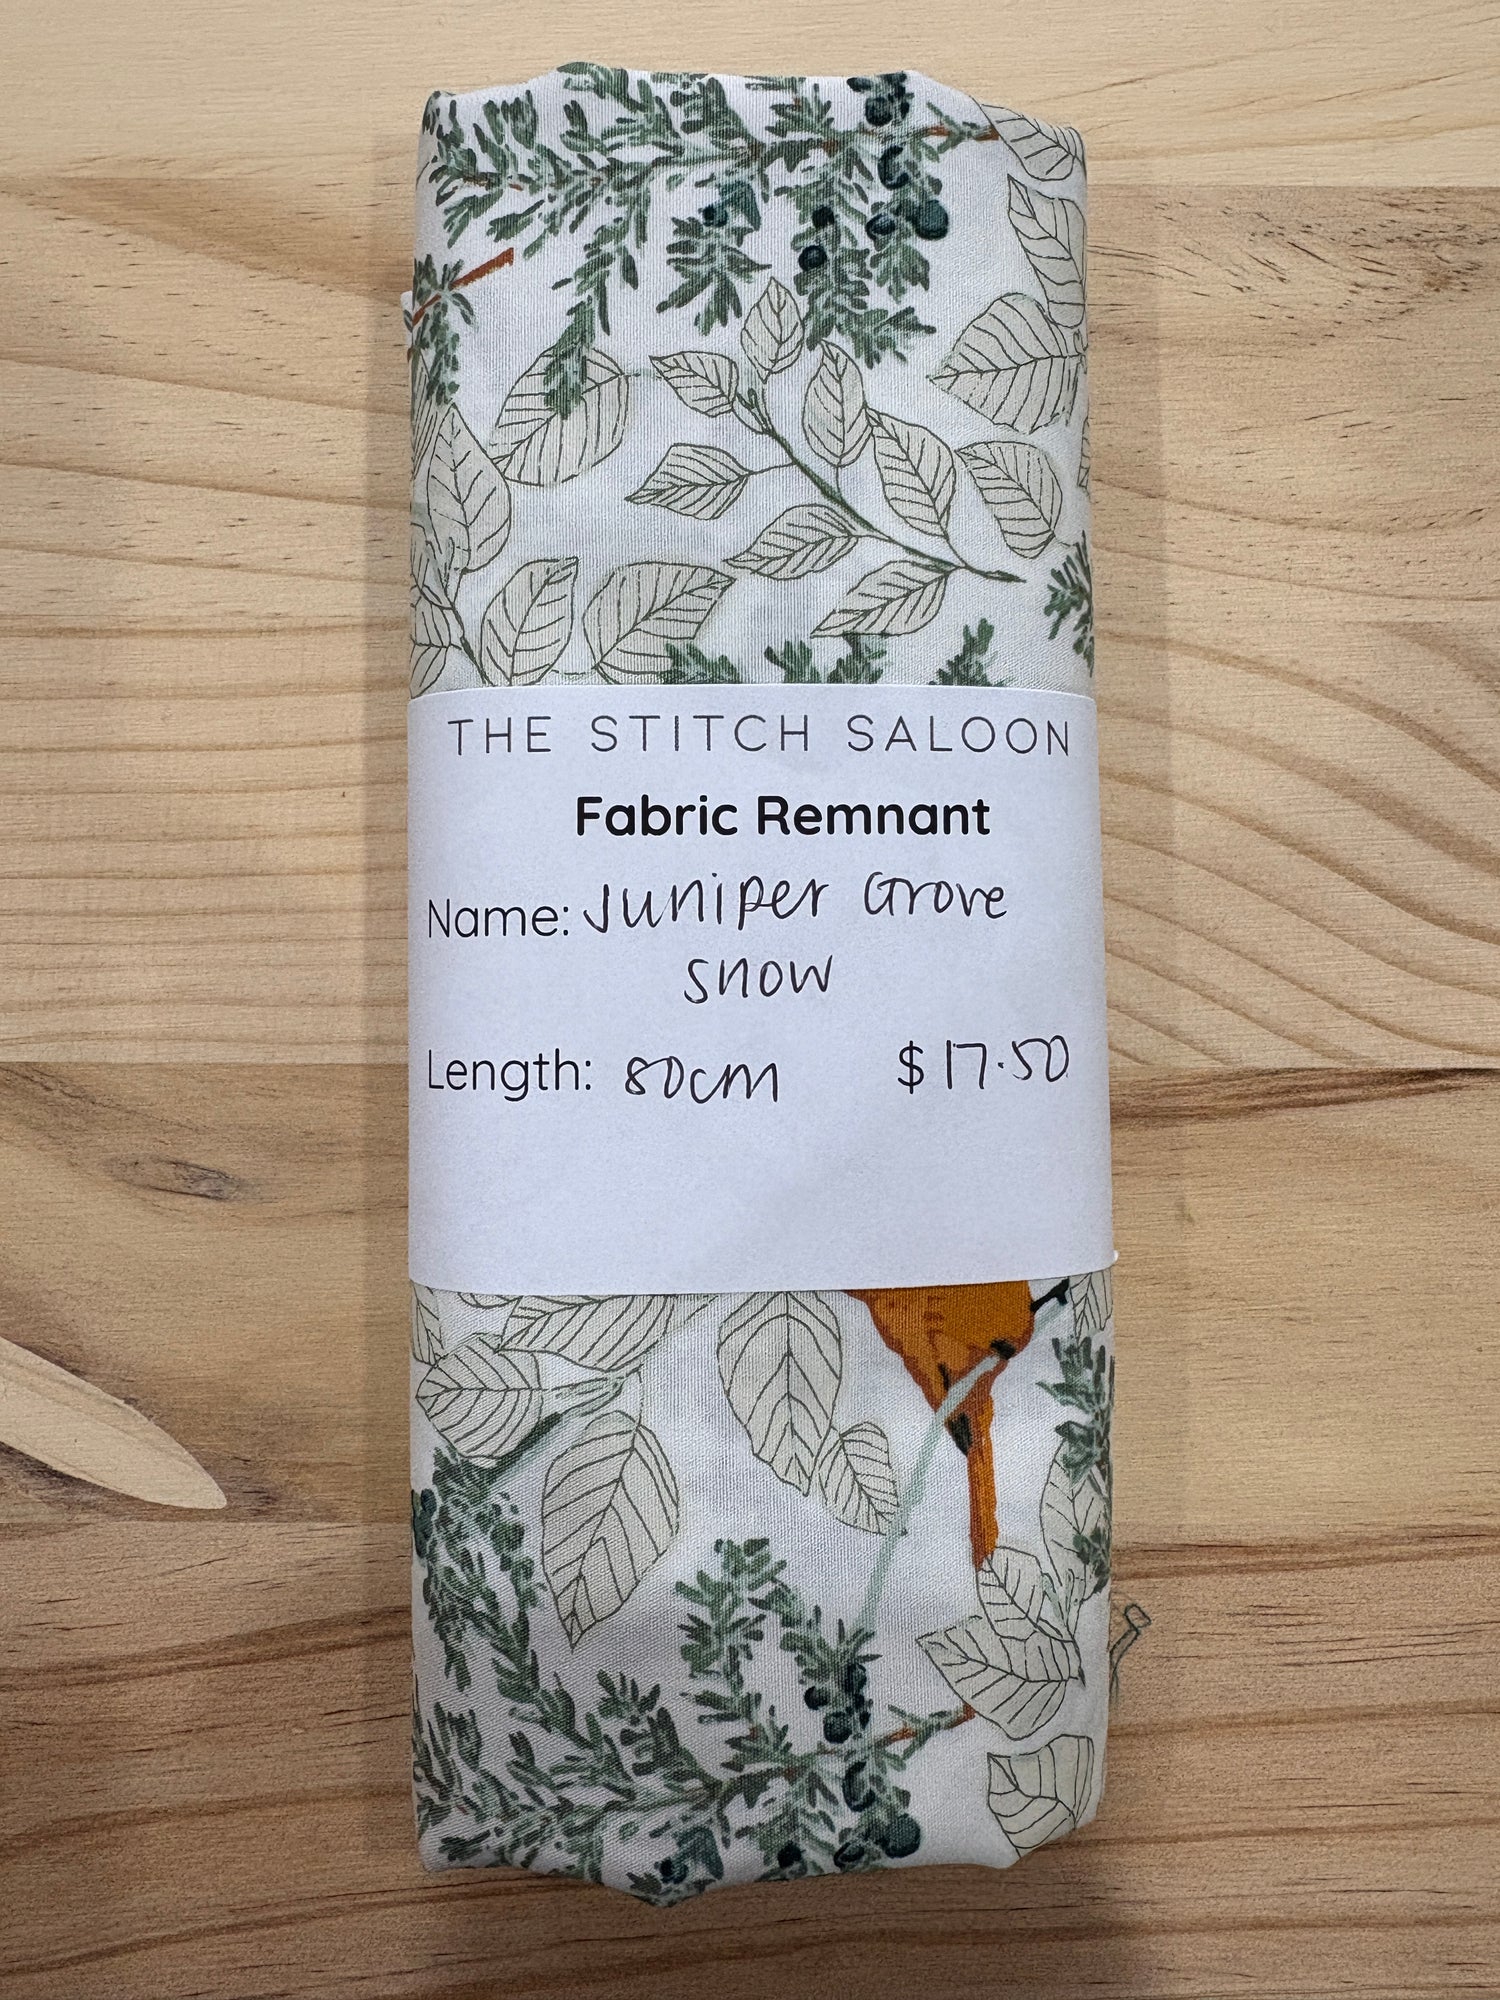 THE STITCH SALOON
Fabric Remnant
Name: Juniper Grove
snow
Length: 80cm $17.50